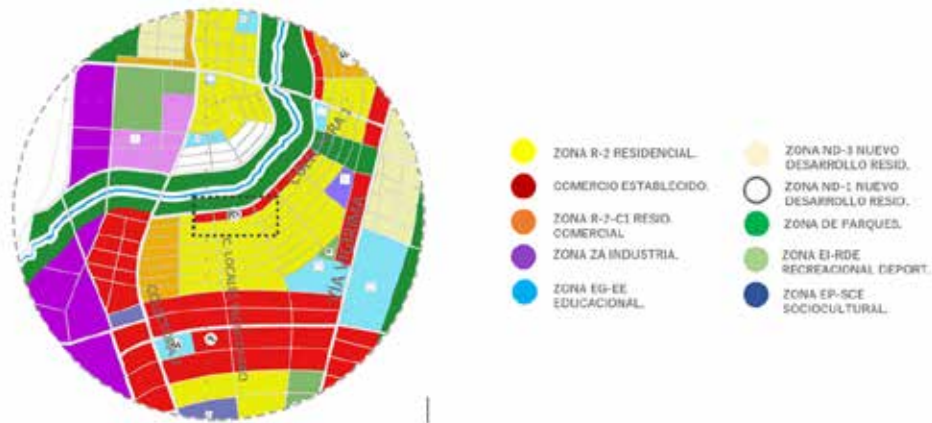 ZONA R-2 RESIDENCIAL.
COMERCIO ESTABLECIDO.
ZONA R-2-C1 RESID.
COMERCIAL
ZONA ZA INDUSTRIA.
ZONA EG-EE
EDUCACIONAL.
ZONA ND-3 NUEVO
DESARROLLO RESID.
ZONA ND-1 NUEVO
DESARROLLO RESID.
ZONA DE PARQUES.
ZONA EI-RDE
RECREACIONAL DEPORT.
ZONA EP-SCE
SOCIOCULTURAL.